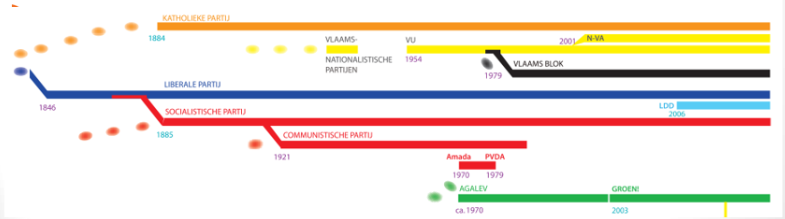 KATHOLIEKE PARTIJ
1884
VLAAMS-
NATIONALISTISCHE
PARTIJEN
VU
1954
2001
N-VA
VLAAMS BLOK
1979
LIBERALE PARTIJ
1846
LDD
2006
SOCIALISTISCHE PARTIJ
1885
COMMUNISTISCHE PARTIJ
1921
Amada PVDA
1970 1979
AGALEV
GROEN!
ca. 1970
2003